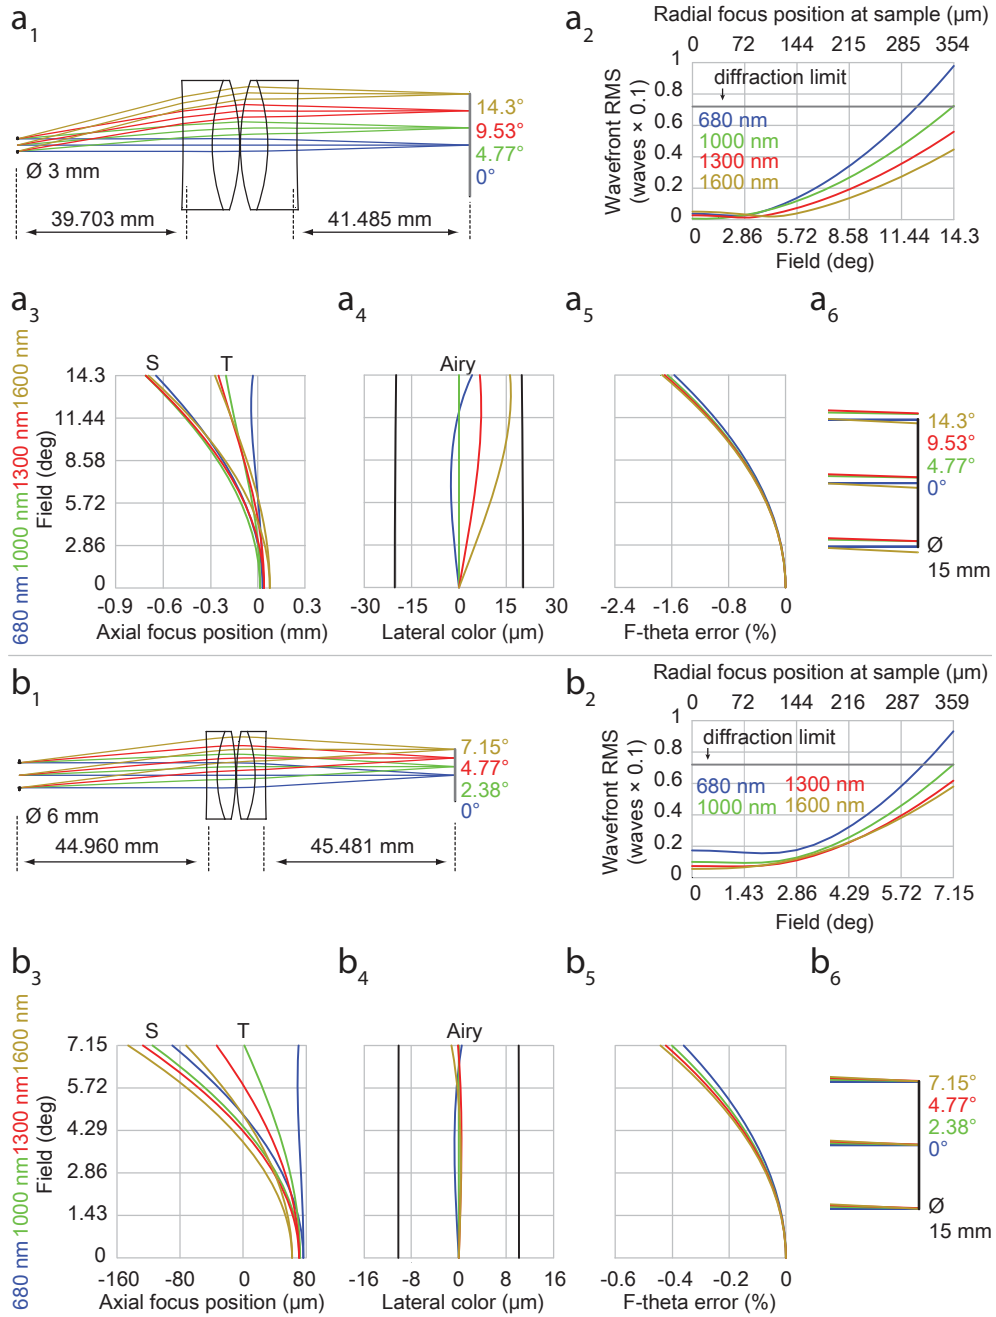 a1
14.3°
9.53°
4.77°
0°
Ø 3 mm
39.703 mm
41.485 mm
a2
Radial focus position at sample (µm)
0 72 144 215 285 354
Wavefront RMS
(waves × 0.1)
1
0.8
0.6
0.4
0.2
0
diffraction limit
680 nm
1000 nm
1300 nm
1600 nm
0 2.86 5.72 8.58 11.44 14.3
Field (deg)
a3
680 nm 1000 nm 1300 nm 1600 nm
Field (deg)
S T
14.3
11.44
8.58
5.72
2.86
0
-0.9 -0.6 -0.3 0 0.3
Axial focus position (mm)
a4
Airy
-30 -15 0 15 30
Lateral color (µm)
a5
-2.4 -1.6 -0.8 0
F-theta error (%)
a6
14.3°
9.53°
4.77°
0°
Ø
15 mm
b1
7.15°
4.77°
2.38°
0°
Ø 6 mm
44.960 mm
45.481 mm
b2
Radial focus position at sample (µm)
0 72 144 216 287 359
Wavefront RMS
(waves × 0.1)
1
0.8
0.6
0.4
0.2
0
diffraction limit
680 nm 1300 nm
1000 nm 1600 nm
0 1.43 2.86 4.29 5.72 7.15
Field (deg)
b3
680 nm 1000 nm 1300 nm 1600 nm
Field (deg)
S T
7.15
5.72
4.29
2.86
1.43
0
-160 -80 0 80
Axial focus position (µm)
b4
Airy
-16 -8 0 8 16
Lateral color (µm)
b5
-0.6 -0.4 -0.2 0
F-theta error (%)
b6
7.15°
4.77°
2.38°
0°
Ø
15 mm